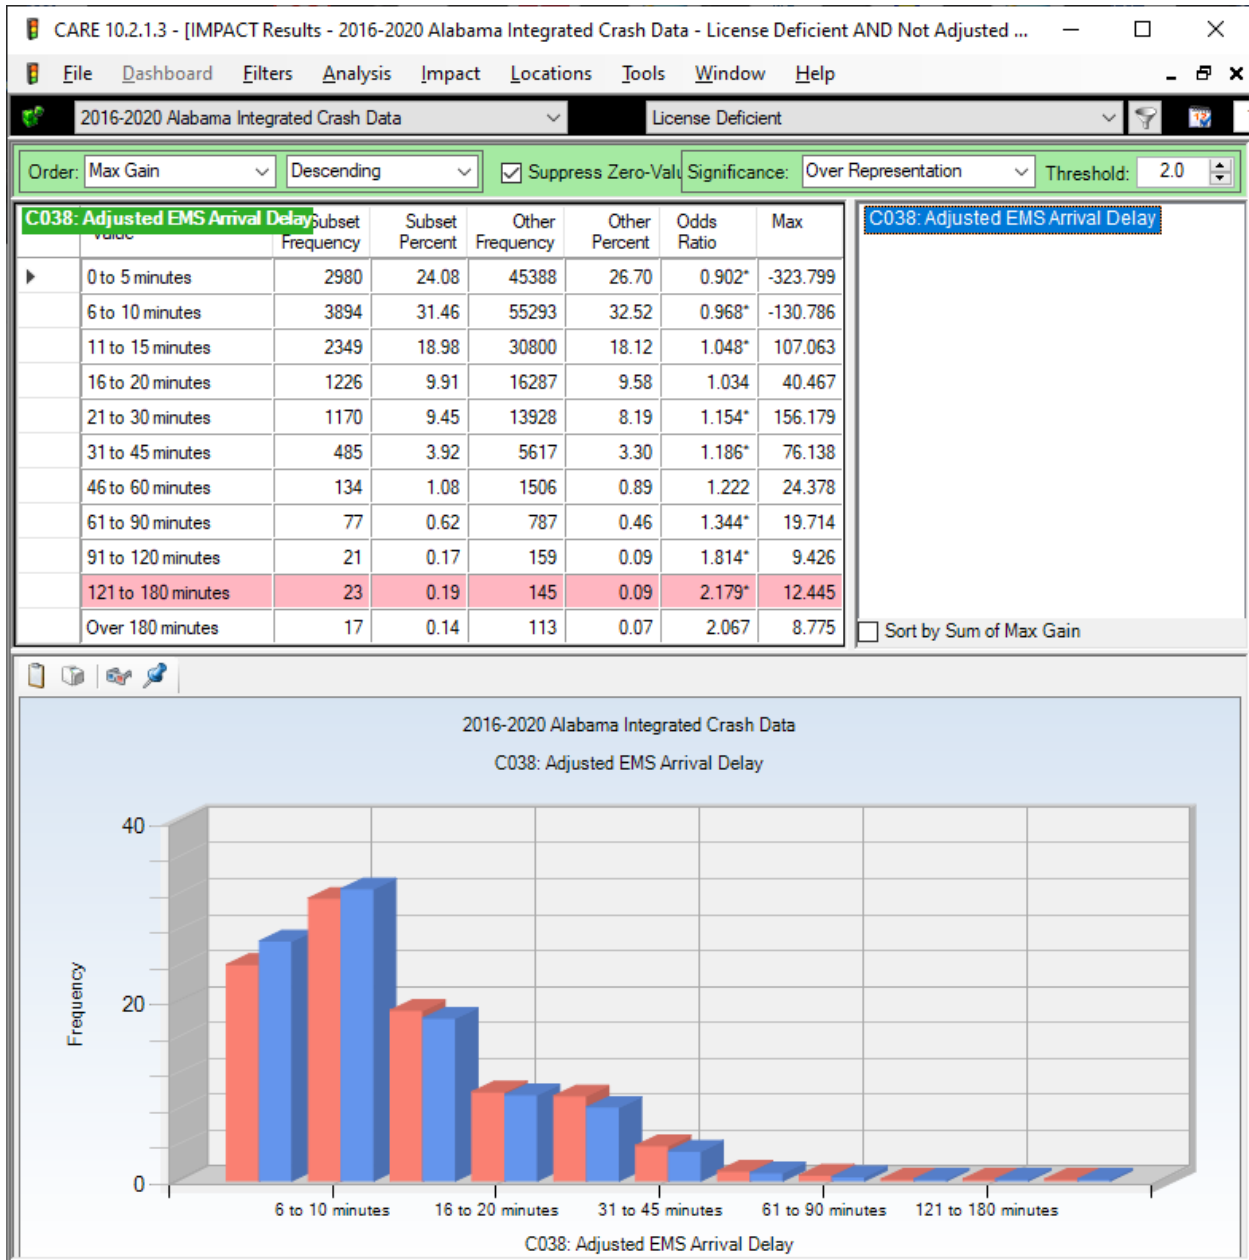 CARE 10.2.1.3 - [IMPACT Results - 2016-2020 Alabama Integrated Crash Data - License Deficient AND Not Adjusted ...
File Dashboard Filters Analysis Impact Locations Tools Window Help
2016-2020 Alabama Integrated Crash Data License Deficient
Order: Max Gain Descending Suppress Zero-Valu Significance: Over Representation Threshold: 2.0
C038: Adjusted EMS Arrival Delay Subset Frequency Subset Percent Other Frequency Other Percent Odds Ratio Max
0 to 5 minutes 2980 24.08 45388 26.70 0.902* -323.799
6 to 10 minutes 3894 31.46 55293 32.52 0.968* -130.786
11 to 15 minutes 2349 18.98 30800 18.12 1.048* 107.063
16 to 20 minutes 1226 9.91 16287 9.58 1.034 40.467
21 to 30 minutes 1170 9.45 13928 8.19 1.154* 156.179
31 to 45 minutes 485 3.92 5617 3.30 1.186* 76.138
46 to 60 minutes 134 1.08 1506 0.89 1.222 24.378
61 to 90 minutes 77 0.62 787 0.46 1.344* 19.714
91 to 120 minutes 21 0.17 159 0.09 1.814* 9.426
121 to 180 minutes 23 0.19 145 0.09 2.179* 12.445
Over 180 minutes 17 0.14 113 0.07 2.067 8.775
C038: Adjusted EMS Arrival Delay
Sort by Sum of Max Gain
2016-2020 Alabama Integrated Crash Data
C038: Adjusted EMS Arrival Delay
40
20
0
Frequency
6 to 10 minutes 16 to 20 minutes 31 to 45 minutes 61 to 90 minutes 121 to 180 minutes
C038: Adjusted EMS Arrival Delay